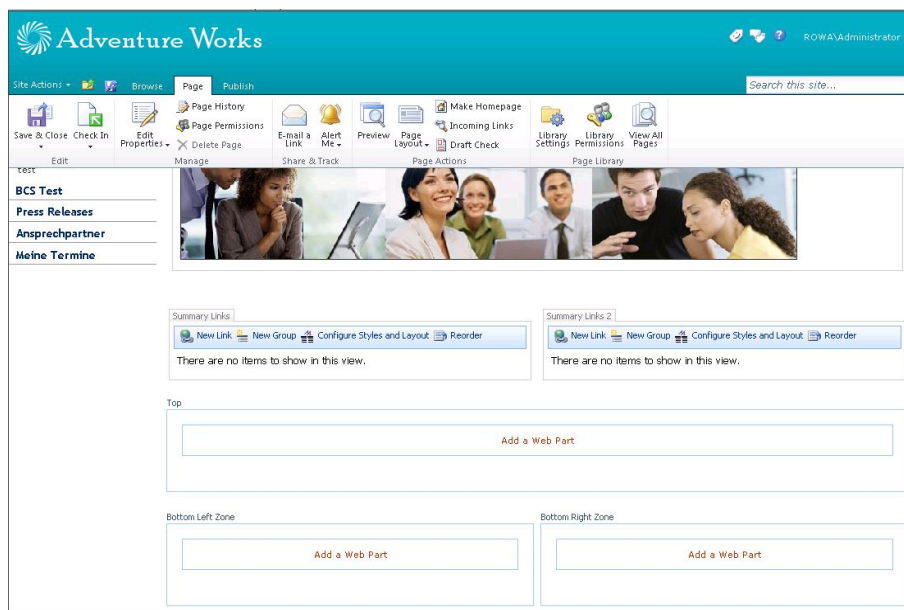 Adventure Works
ROWA\Administrator
Site Actions
Browse
Page
Publish
Search this site...
Save & Close
Check In
Edit Properties
Page History
Page Permissions
Delete Page
E-mail a Link
Alert Me
Preview
Page Layout
Make Homepage
Incoming Links
Draft Check
Library Settings
Library Permissions
View All Pages
Edit
Manage
Share & Track
Page Actions
Page Library
test
BCS Test
Press Releases
Ansprechpartner
Meine Termine
Summary Links
New Link New Group Configure Styles and Layout Reorder
There are no items to show in this view.
Summary Links 2
New Link New Group Configure Styles and Layout Reorder
There are no items to show in this view.
Top
Add a Web Part
Bottom Left Zone
Add a Web Part
Bottom Right Zone
Add a Web Part